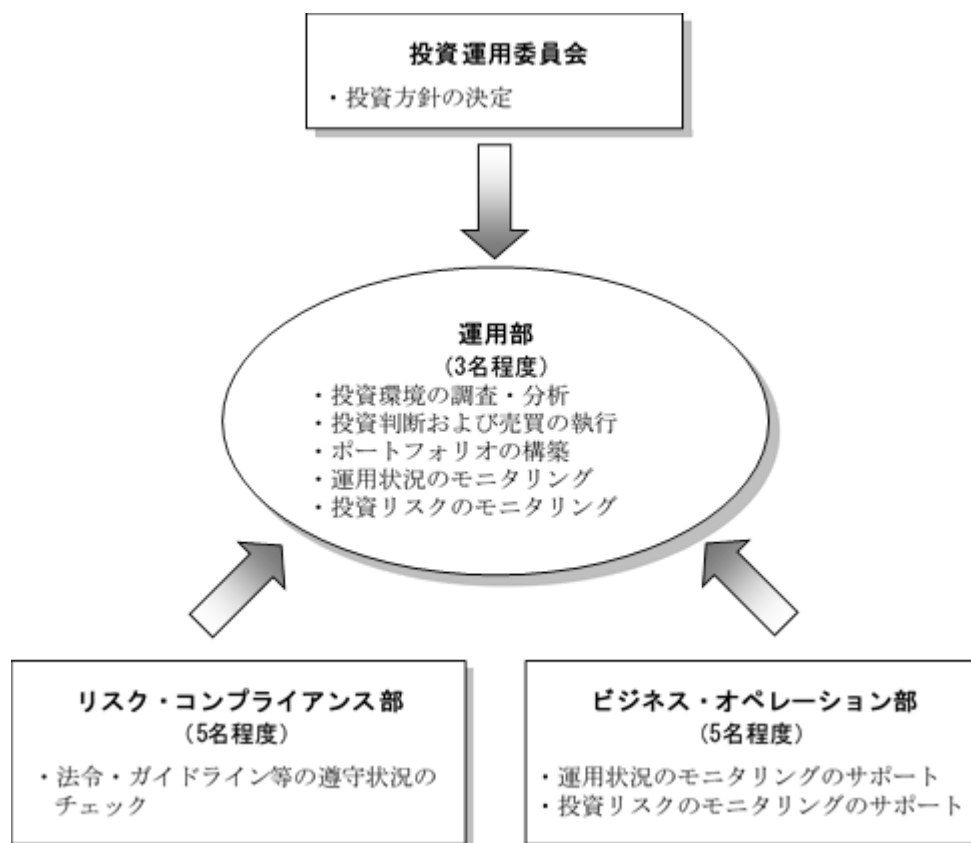 投資運用委員会
・投資方針の決定
運用部
(3名程度)
・投資環境の調査・分析
・投資判断および売買の執行
・ポートフォリオの構築
・運用状況のモニタリング
・投資リスクのモニタリング
リスク・コンプライアンス部
(5名程度)
・法令・ガイドライン等の遵守状況の
チェック
ビジネス・オペレーション部
(5名程度)
・運用状況のモニタリングのサポート
・投資リスクのモニタリングのサポート